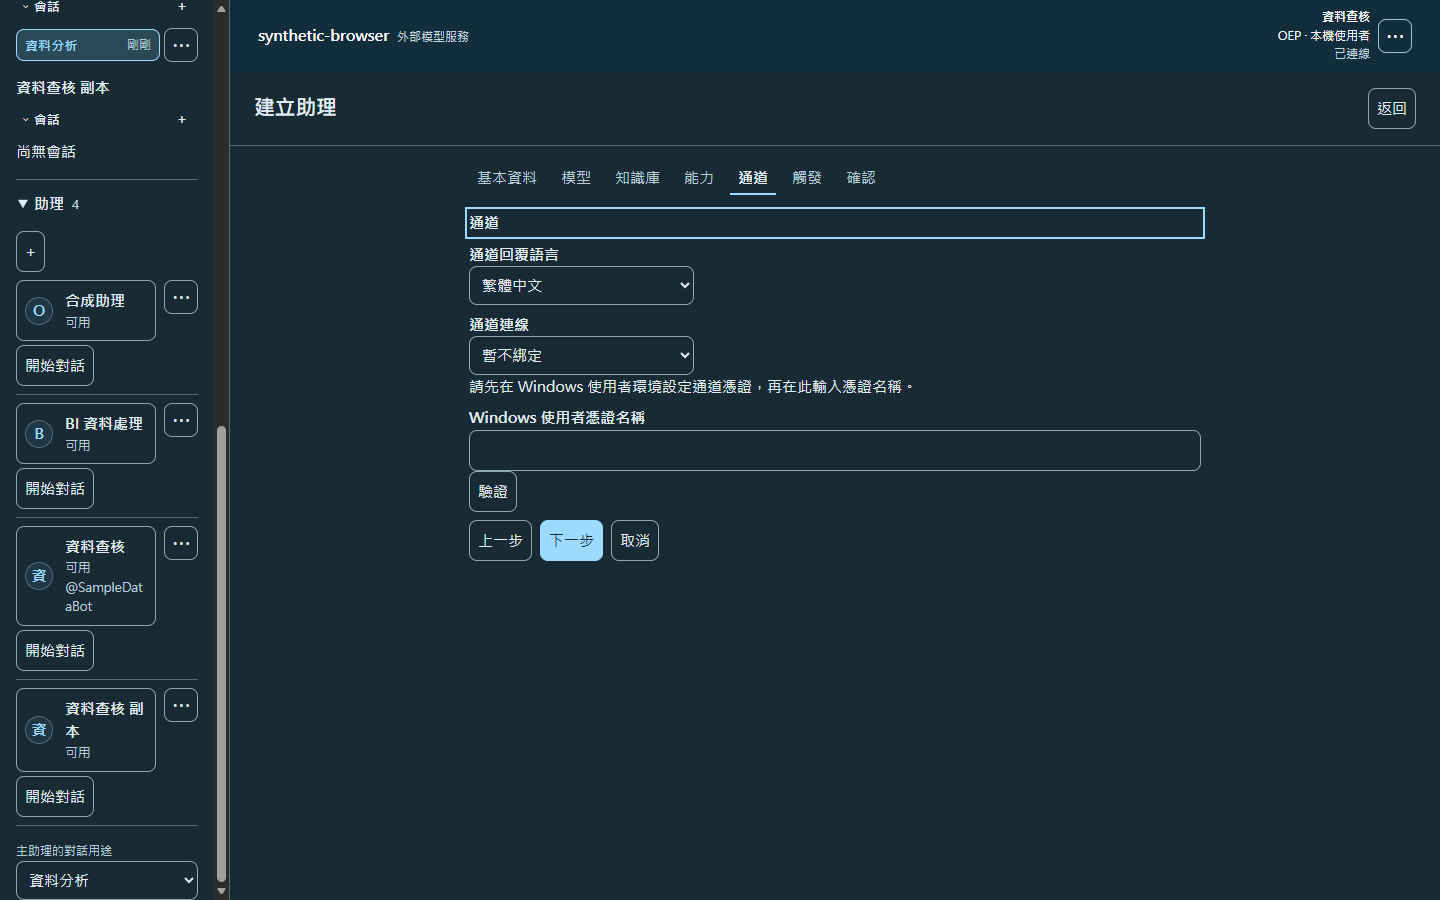 會話 +
資料分析 剛剛 ...
資料查核 副本
會話 +
尚無會話
▼ 助理 4
+
O 合成助理 ...
可用
開始對話
B BI 資料處理 ...
可用
開始對話
資 資料查核 ...
可用
@SampleDat
aBot
開始對話
資 資料查核 副 ...
本
可用
開始對話
主助理的對話用途
資料分析
synthetic-browser 外部模型服務
資料查核
OEP · 本機使用者
已連線
...
建立助理
返回
基本資料 模型 知識庫 能力 通道 觸發 確認
通道
通道回覆語言
繁體中文
通道連線
暫不綁定
請先在 Windows 使用者環境設定通道憑證，再在此輸入憑證名稱。
Windows 使用者憑證名稱
驗證
上一步 下一步 取消